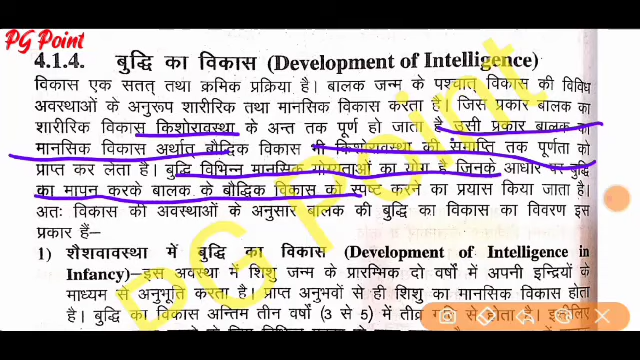 PG Point
4.1.4. बुद्धि का विकास (Development of Intelligence)
विकास एक सतत् तथा क्रमिक प्रक्रिया है। बालक जन्म के पश्चात् विकास की विविध
अवस्थाओं के अनुरूप शारीरिक तथा मानसिक विकास करता है। जिस प्रकार बालक का
शारीरिक विकास किशोरावस्था के अन्त तक पूर्ण हो जाता है उसी प्रकार बालक का
मानसिक विकास अर्थात् बौद्धिक विकास भी किशोरावस्था की समाप्ति तक पूर्णता को
प्राप्त कर लेता है। बुद्धि विभिन्न मानसिक योग्यताओं का योग है जिनके आधार पर बुद्धि
का मापन करके बालक के बौद्धिक विकास को स्पष्ट करने का प्रयास किया जाता है।
अतः विकास की अवस्थाओं के अनुसार बालक की बुद्धि का विकास का विवरण इस
प्रकार हैं–
1) शैशवावस्था में बुद्धि का विकास (Development of Intelligence in
Infancy)–इस अवस्था में शिशु जन्म के प्रारम्भिक दो वर्षों में अपनी इन्द्रियों के
माध्यम से अनुभूति करता है। प्राप्त अनुभवों से ही शिशु का मानसिक विकास होता
है। बुद्धि का विकास अन्तिम तीन वर्षों (3 से 5) में तीव्र गति से होता है। इसीलिए
PG Point